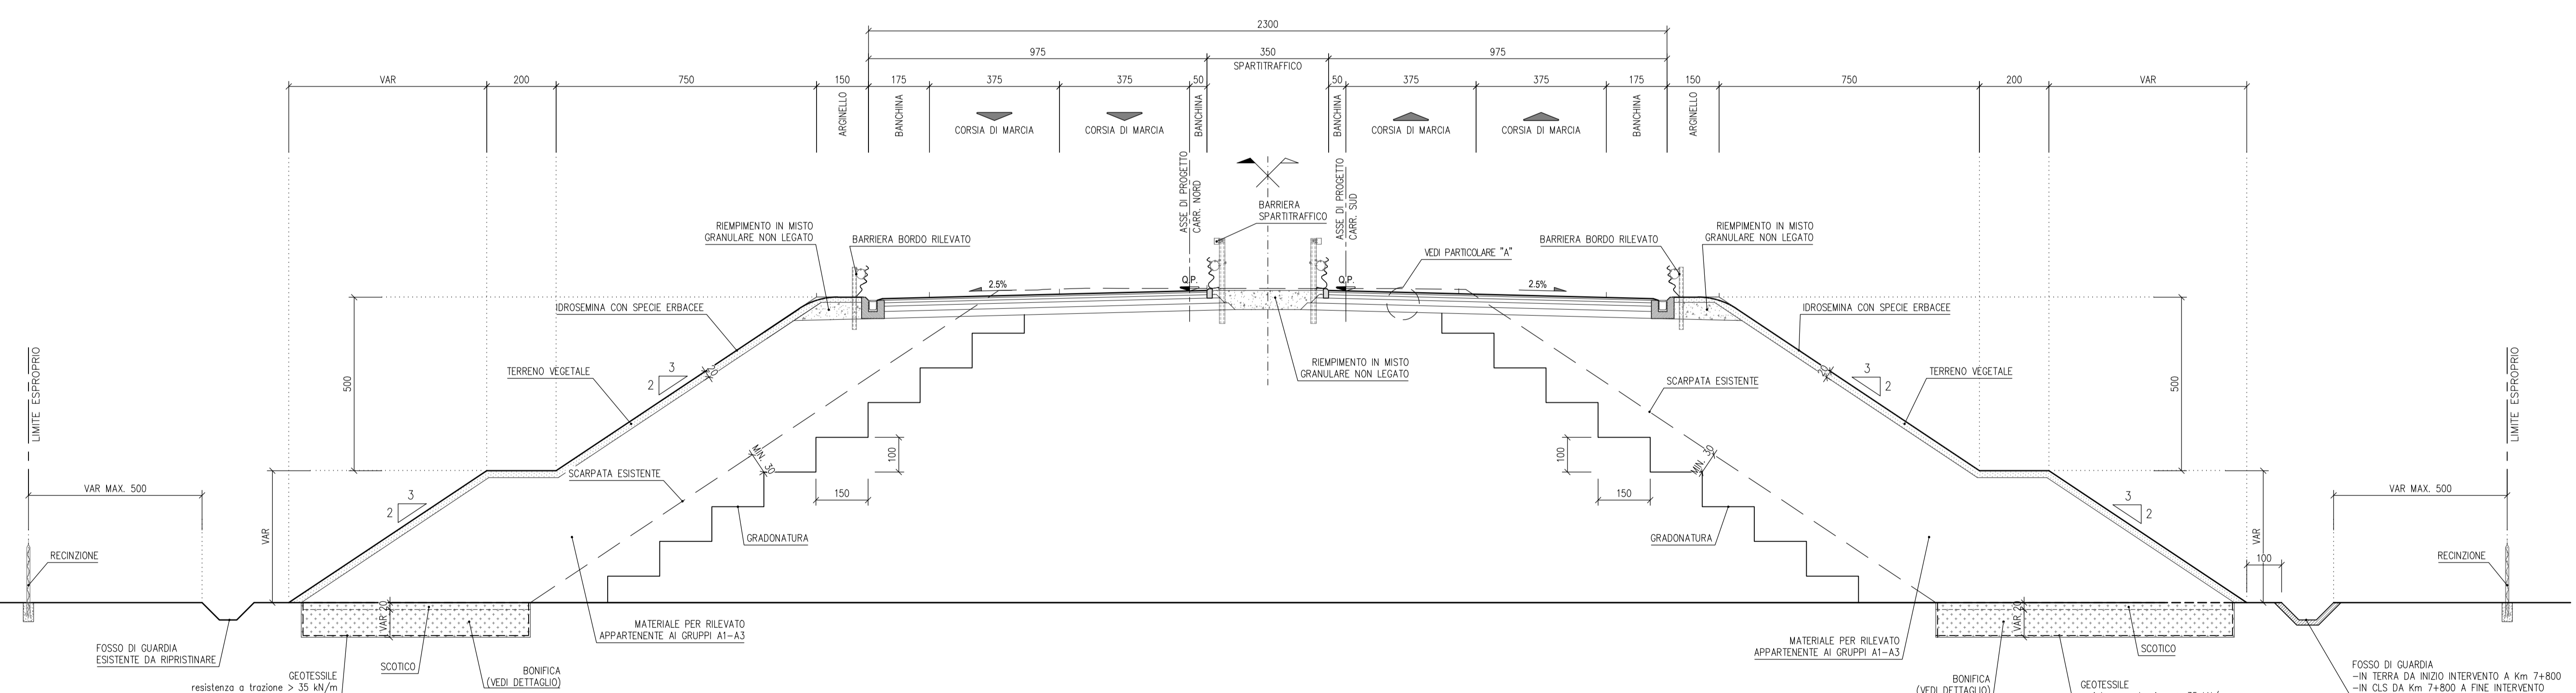 2300
975
350
975
SPARTITRAFFICO
VAR
200
750
150
175
375
375
50
50
375
375
175
150
750
200
VAR
ARGINELLO
BANCHINA
CORSIA DI MARCIA
CORSIA DI MARCIA
BANCHINA
BANCHINA
CORSIA DI MARCIA
CORSIA DI MARCIA
BANCHINA
ARGINELLO
ASSE DI PROGETTO
CARR. NORD
ASSE DI PROGETTO
CARR. SUD
BARRIERA
SPARTITRAFFICO
RIEMPIMENTO IN MISTO
GRANULARE NON LEGATO
BARRIERA BORDO RILEVATO
VEDI PARTICOLARE "A"
BARRIERA BORDO RILEVATO
RIEMPIMENTO IN MISTO
GRANULARE NON LEGATO
2.5%
Q.P.
Q.P.
2.5%
IDROSEMINA CON SPECIE ERBACEE
IDROSEMINA CON SPECIE ERBACEE
LIMITE ESPROPRIO
500
TERRENO VEGETALE
3
2
20
RIEMPIMENTO IN MISTO
GRANULARE NON LEGATO
SCARPATA ESISTENTE
20
3
2
TERRENO VEGETALE
500
LIMITE ESPROPRIO
MIN. 30
100
100
MIN. 30
SCARPATA ESISTENTE
VAR MAX. 500
3
2
150
150
3
2
VAR MAX. 500
VAR
GRADONATURA
GRADONATURA
VAR
RECINZIONE
100
RECINZIONE
20
VAR
20
VAR
MATERIALE PER RILEVATO
APPARTENENTE AI GRUPPI A1-A3
MATERIALE PER RILEVATO
APPARTENENTE AI GRUPPI A1-A3
FOSSO DI GUARDIA
ESISTENTE DA RIPRISTINARE
SCOTICO
SCOTICO
GEOTESSILE
resistenza a trazione > 35 kN/m
BONIFICA
(VEDI DETTAGLIO)
BONIFICA
(VEDI DETTAGLIO)
GEOTESSILE
FOSSO DI GUARDIA
-IN TERRA DA INIZIO INTERVENTO A Km 7+800
-IN CLS DA Km 7+800 A FINE INTERVENTO